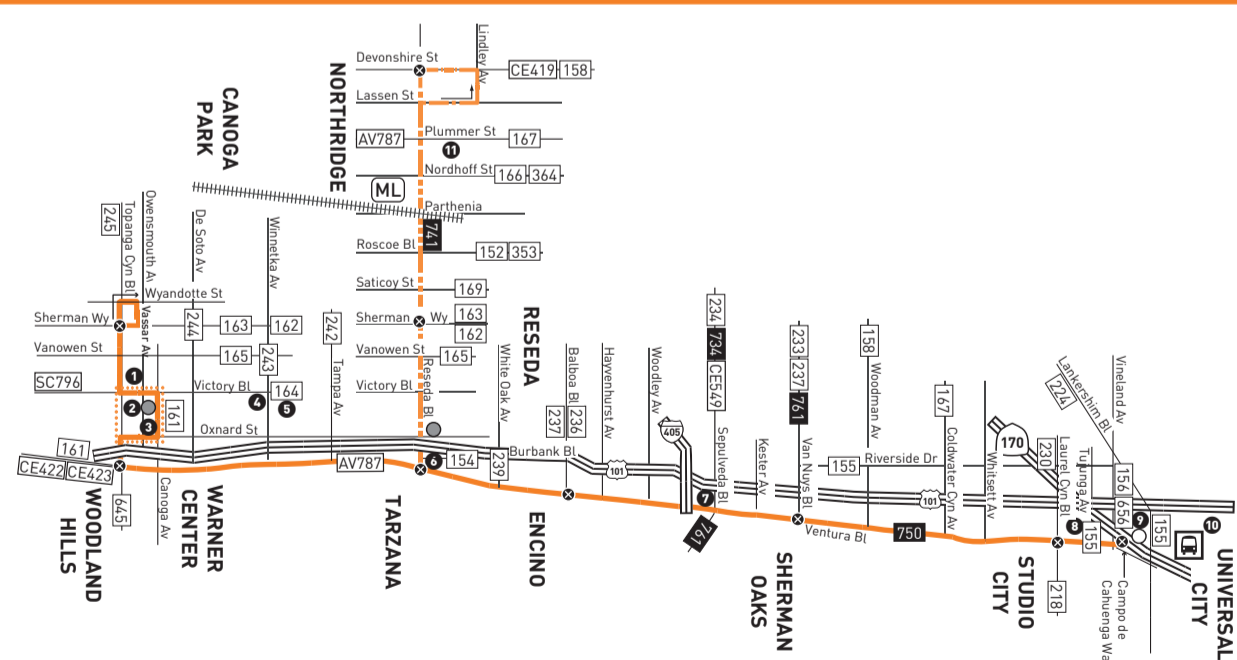 Devonshire St
Lindley Av
CE419
158
Lassen St
NORTHRIDGE
CANOGA
PARK
AV787
Plummer St
167
11
Nordhoff St
166
364
ML
Parthenia
741
Roscoe Bl
152
353
Saticoy St
169
Sherman
Wy
163
162
Vanowen St
165
Victory Bl
Reseda Bl
RESEDA
245
Topanga Cyn Bl
Owensmouth Av
De Soto Av
Winnetka Av
Wyandotte St
Vassar Av
Sherman Wy
244
163
162
242
Tampa Av
Vanowen St
165
243
1
SC796
Victory Bl
164
2
3
161
4
5
Oxnard St
161
CE422
CE423
645
Canoga Av
WOODLAND
HILLS
WARNER
CENTER
AV787
6
154
TARZANA
White Oak Av
239
Burbank Bl
Balboa Bl
237
236
Hayvenhurst Av
Woodley Av
101
405
ENCINO
234
734
CE549
Sepulveda Bl
7
761
Kester Av
233
237
761
Van Nuys Bl
SHERMAN
OAKS
158
Woodman Av
155
Riverside Dr
Ventura Bl
750
167
Coldwater Cyn Av
101
Whitsett Av
170
STUDIO
CITY
230
Laurel Cyn Bl
218
Tujunga Av
8
155
Lankershim Bl
224
Vineland Av
156
656
9
155
10
Campo de
Cahuenga Wa
UNIVERSAL
CITY